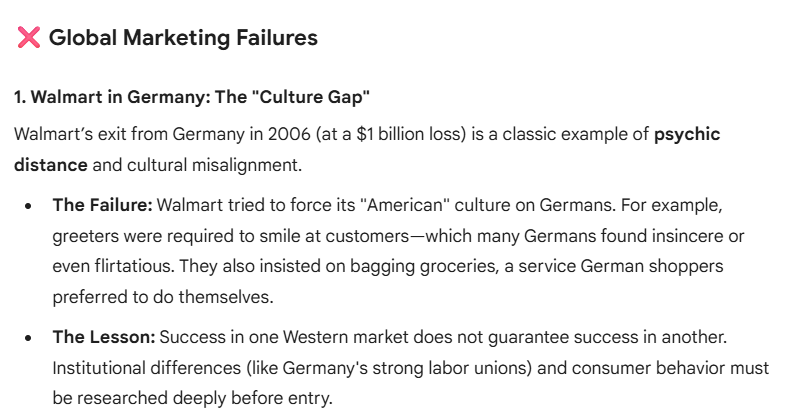 ❌ Global Marketing Failures
1. Walmart in Germany: The "Culture Gap"
Walmart’s exit from Germany in 2006 (at a $1 billion loss) is a classic example of psychic
distance and cultural misalignment.
• The Failure: Walmart tried to force its "American" culture on Germans. For example,
greeters were required to smile at customers—which many Germans found insincere or
even flirtatious. They also insisted on bagging groceries, a service German shoppers
preferred to do themselves.
• The Lesson: Success in one Western market does not guarantee success in another.
Institutional differences (like Germany's strong labor unions) and consumer behavior must
be researched deeply before entry.